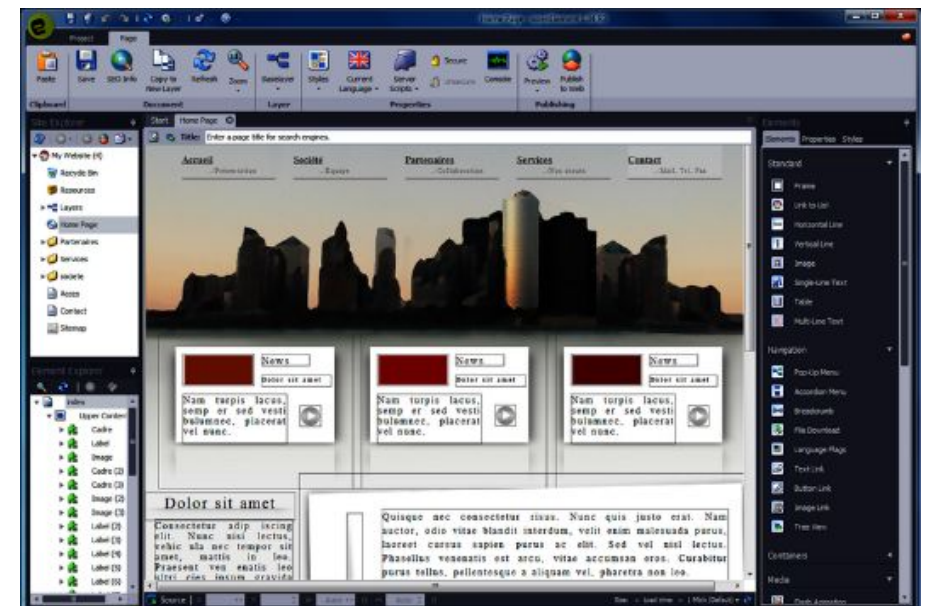 Project Page
Paste Save SEO Info Copy to New Layer Refresh Zoom Baselayer Styles Current Language Server Scripts Secure Unsecure Console Preview Publish to Web
Clipboard Document Layer Properties Publishing
Site Explorer
Start Home Page
Title: Enter a page title for search engines.
My Website (4)
Recycle Bin
Resources
Layers
Home Page
Partenaires
Services
societe
Acces
Contact
Sitemap
Element Explorer
index
Upper Content
Cadre
Label
Image
Cadre (2)
Cadre (3)
Image (2)
Image (3)
Label (2)
Label (3)
Label (4)
Label (5)
Label (6)
Accueil Société Partenaires Services Contact
News
Dolor sit amet
Nam turpis lacus,
semp er sed vesti
bulumnec, placerat
vel nunc.
News
Dolor sit amet
Nam turpis lacus,
semp er sed vesti
bulumnec, placerat
vel nunc.
News
Dolor sit amet
Nam turpis lacus,
semp er sed vesti
bulumnec, placerat
vel nunc.
Dolor sit amet
Consectetur adip iscing
elit. Nunc nisi lectus,
vehic ula nec tempor sit
amet, mattis in leo.
Praesent ven enatis leo
Quisque nec consectetur risus. Nunc quis justo erat. Nam
auctor, odio vitae blandit interdum, velit enim malesuada purus,
laoreet cursus sapien purus ac elit. Sed vel nisl lectus.
Phasellus venenatis est arcu, vitae accumsan eros. Curabitur
purus tellus, pellentesque a aliquam vel, pharetra non leo.
Source
Elements
Elements Properties Styles
Standard
Frame
Link to Url
Horizontal Line
Vertical Line
Image
Single-Line Text
Table
Multi-Line Text
Navigation
Pop-Up Menu
Accordion Menu
Breadcrumb
File Download
Language Flags
Text Link
Button Link
Image Link
Tree View
Containers
Media